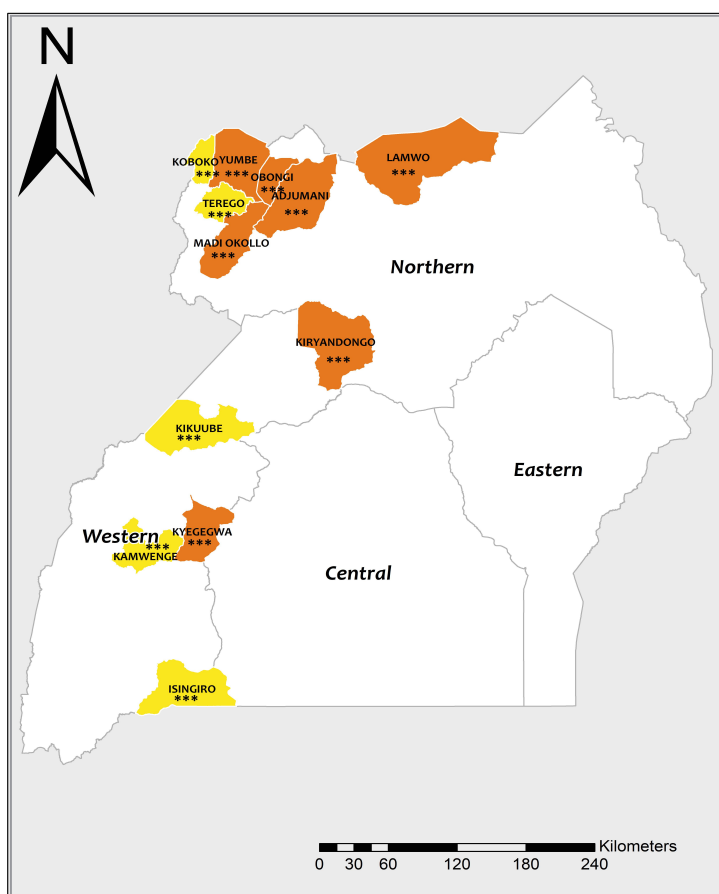 N
KOBOKO YUMBE
*** ***
LAMWO
***
OBONGI
***
ADJUMANI
***
TEREGO
***
MADI OKOLLO
***
Northern
KIRYANDONGO
***
KIKUUBE
***
Eastern
Western
KYEGEGWA
***
***
KAMWENGE
Central
ISINGIRO
***
Kilometers
0 30 60 120 180 240